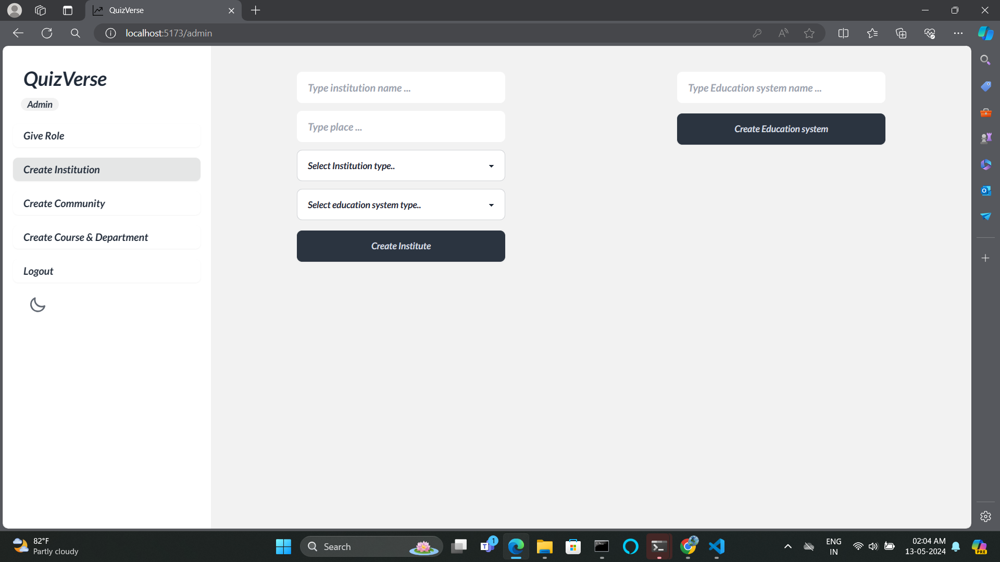 QuizVerse
localhost:5173/admin
QuizVerse
Admin
Give Role
Create Institution
Create Community
Create Course & Department
Logout
Type institution name ...
Type place ...
Select Institution type..
Select education system type..
Create Institute
Type Education system name ...
Create Education system
82°F
Partly cloudy
Search
1
ENG
IN
02:04 AM
13-05-2024
PRE